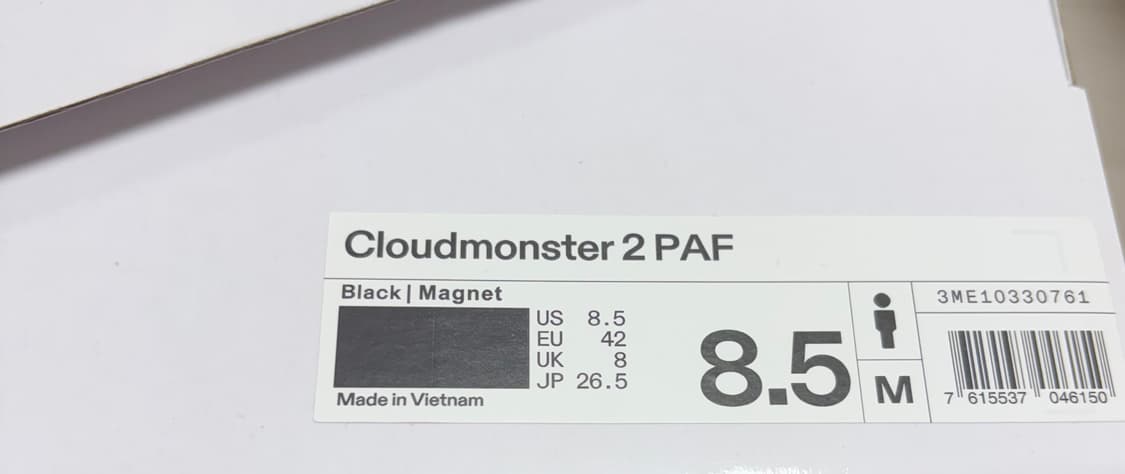 Cloudmonster 2 PAF
Black | Magnet
US 8.5
EU 42
UK 8
JP 26.5
Made in Vietnam
8.5
M
3ME10330761
7 615537 046150